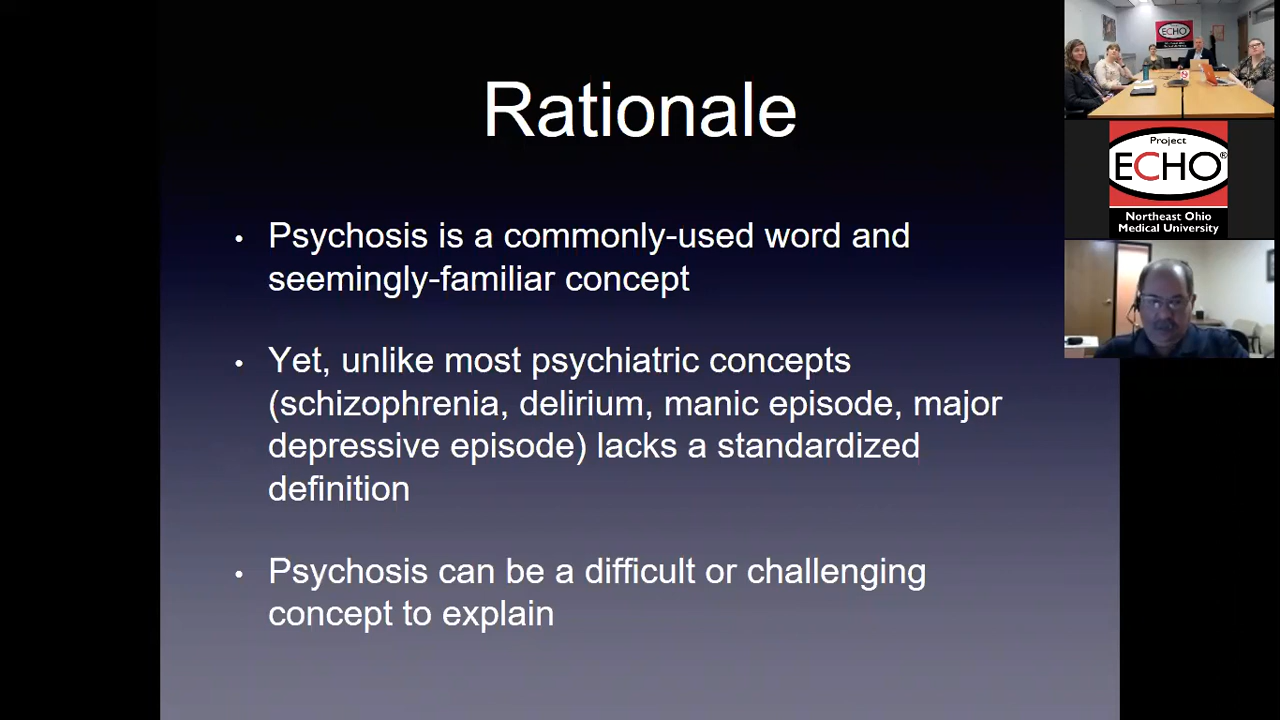 Rationale
• Psychosis is a commonly-used word and
seemingly-familiar concept
• Yet, unlike most psychiatric concepts
(schizophrenia, delirium, manic episode, major
depressive episode) lacks a standardized
definition
• Psychosis can be a difficult or challenging
concept to explain
ECHO
Project
ECHO®
Northeast Ohio
Medical University